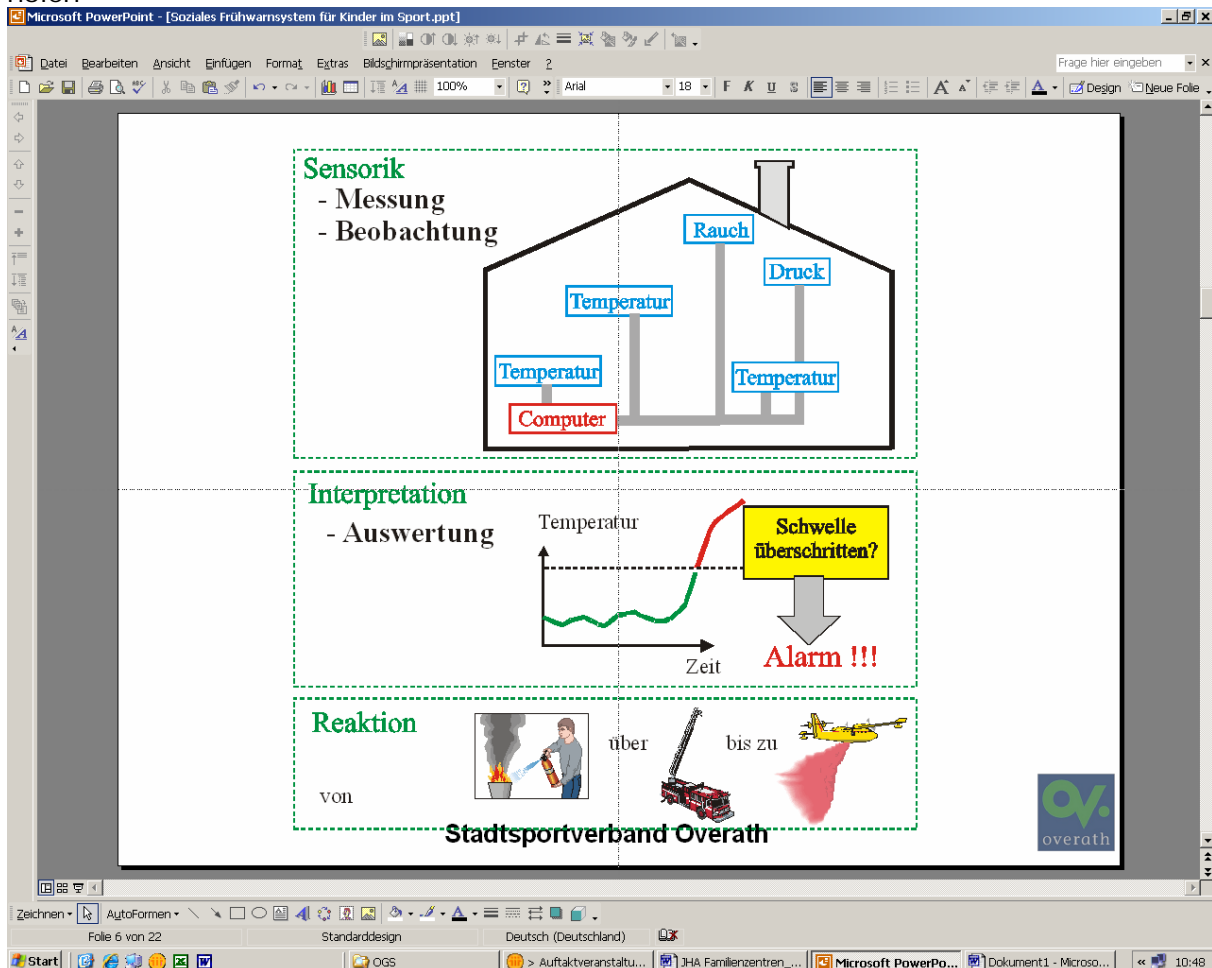 Microsoft PowerPoint - [Soziales Frühwarnsystem für Kinder im Sport.ppt]
Datei Bearbeiten Ansicht Einfügen Format Extras Bildschirmpräsentation Fenster ? Frage hier eingeben
100% Arial 18 F K U S Design Neue Folie
Sensorik
- Messung
- Beobachtung
Rauch
Druck
Temperatur
Temperatur
Temperatur
Computer
Interpretation
- Auswertung
Temperatur
Zeit
Schwelle
überschritten?
Alarm !!!
Reaktion
von
über
bis zu
Stadtsportverband Overath
ov.
overath
Zeichnen AutoFormen
Folie 6 von 22 Standarddesign Deutsch (Deutschland)
Start OGS > Auftaktveranstaltu... JHA Familienzentren_... Microsoft PowerPo... Dokument1 - Microso... « 10:48